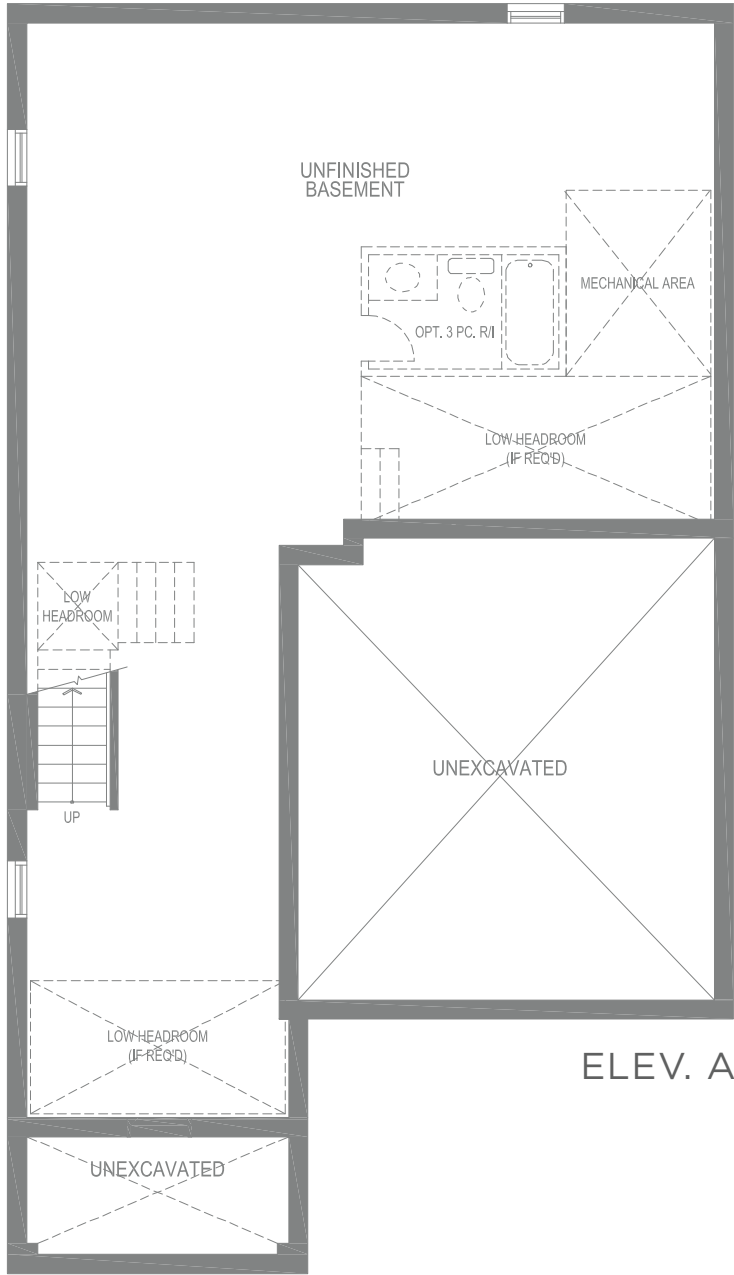 UNFINISHED
BASEMENT
MECHANICAL AREA
OPT. 3 PC. R/I
LOW HEADROOM
(IF REQ'D)
LOW
HEADROOM
UP
UNEXCAVATED
LOW HEADROOM
(IF REQ'D)
ELEV. A
UNEXCAVATED